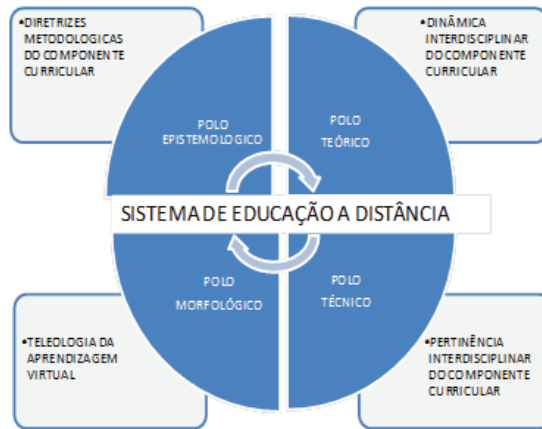 •DIRETRIZES
METODOLOGICAS
DO COMPONENTE
CURRICULAR
•DINÂMICA
INTERDISCIPLINAR
DO COMPONENTE
CURRICULAR
POLO
EPISTEMOLOGICO
POLO
TEÓRICO
SISTEMA DE EDUCAÇÃO A DISTÂNCIA
POLO
MORFOLÓGICO
POLO
TÉCNICO
•TELEOLOGIA DA
APRENDIZAGEM
VIRTUAL
•PERTINÊNCIA
INTERDISCIPLINAR
DO COMPONENTE
CURRICULAR